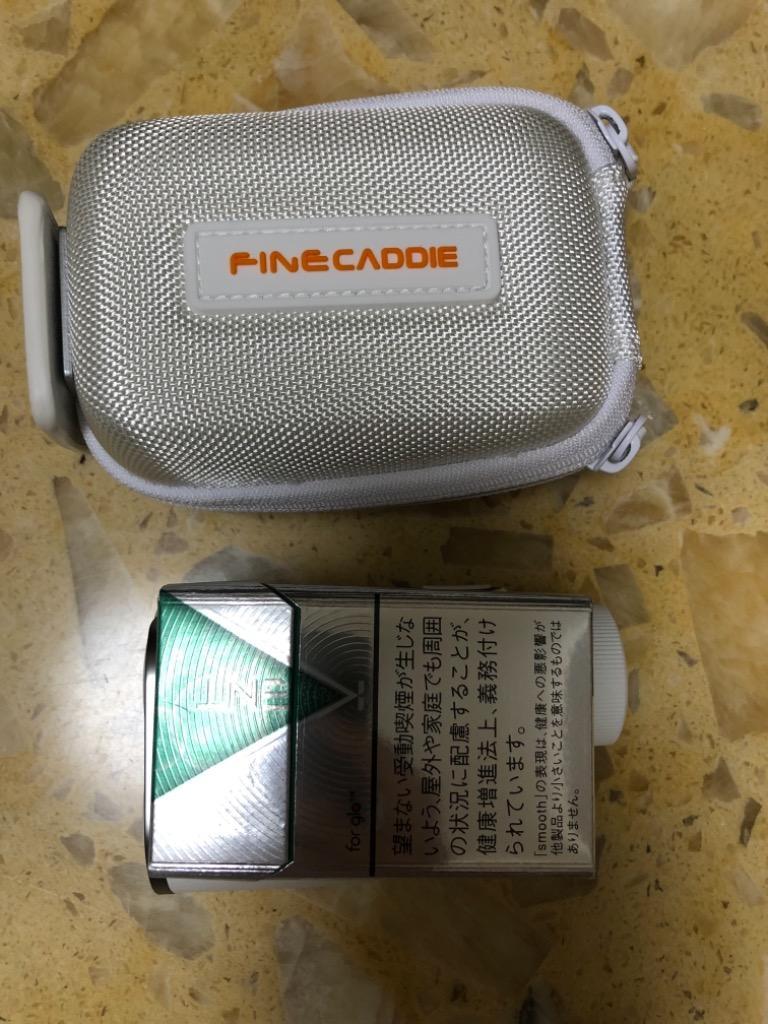 FINECADDIE
for glo™
望まない受動喫煙が生じな
いよう、屋外や家庭でも周囲
の状況に配慮することが、
健康増進法上、義務付け
られています。
「smooth」の表現は、健康への悪影響が
他製品より小さいことを意味するものでは
ありません。